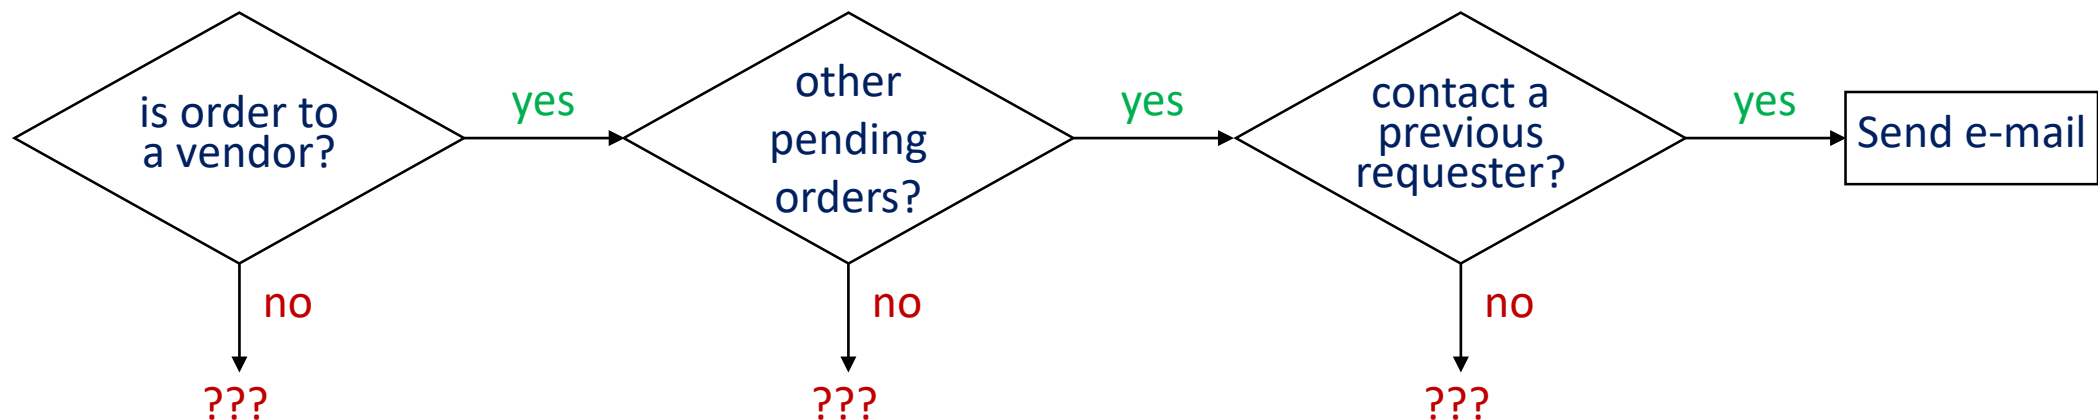 is order to
a vendor?
yes
other
pending
orders?
yes
contact a
previous
requester?
yes
Send e-mail
no
no
no
???
???
???